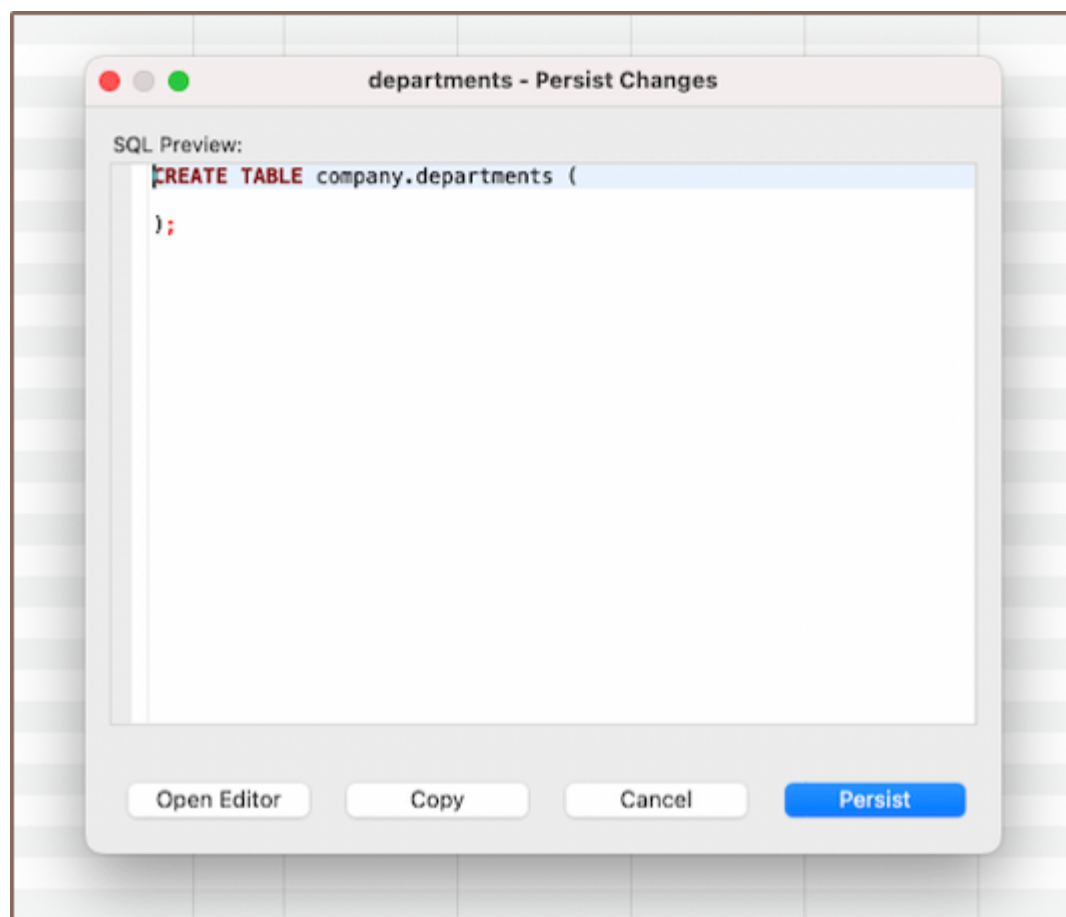 departments - Persist Changes
SQL Preview:
CREATE TABLE company.departments (
);
Open Editor Copy Cancel Persist